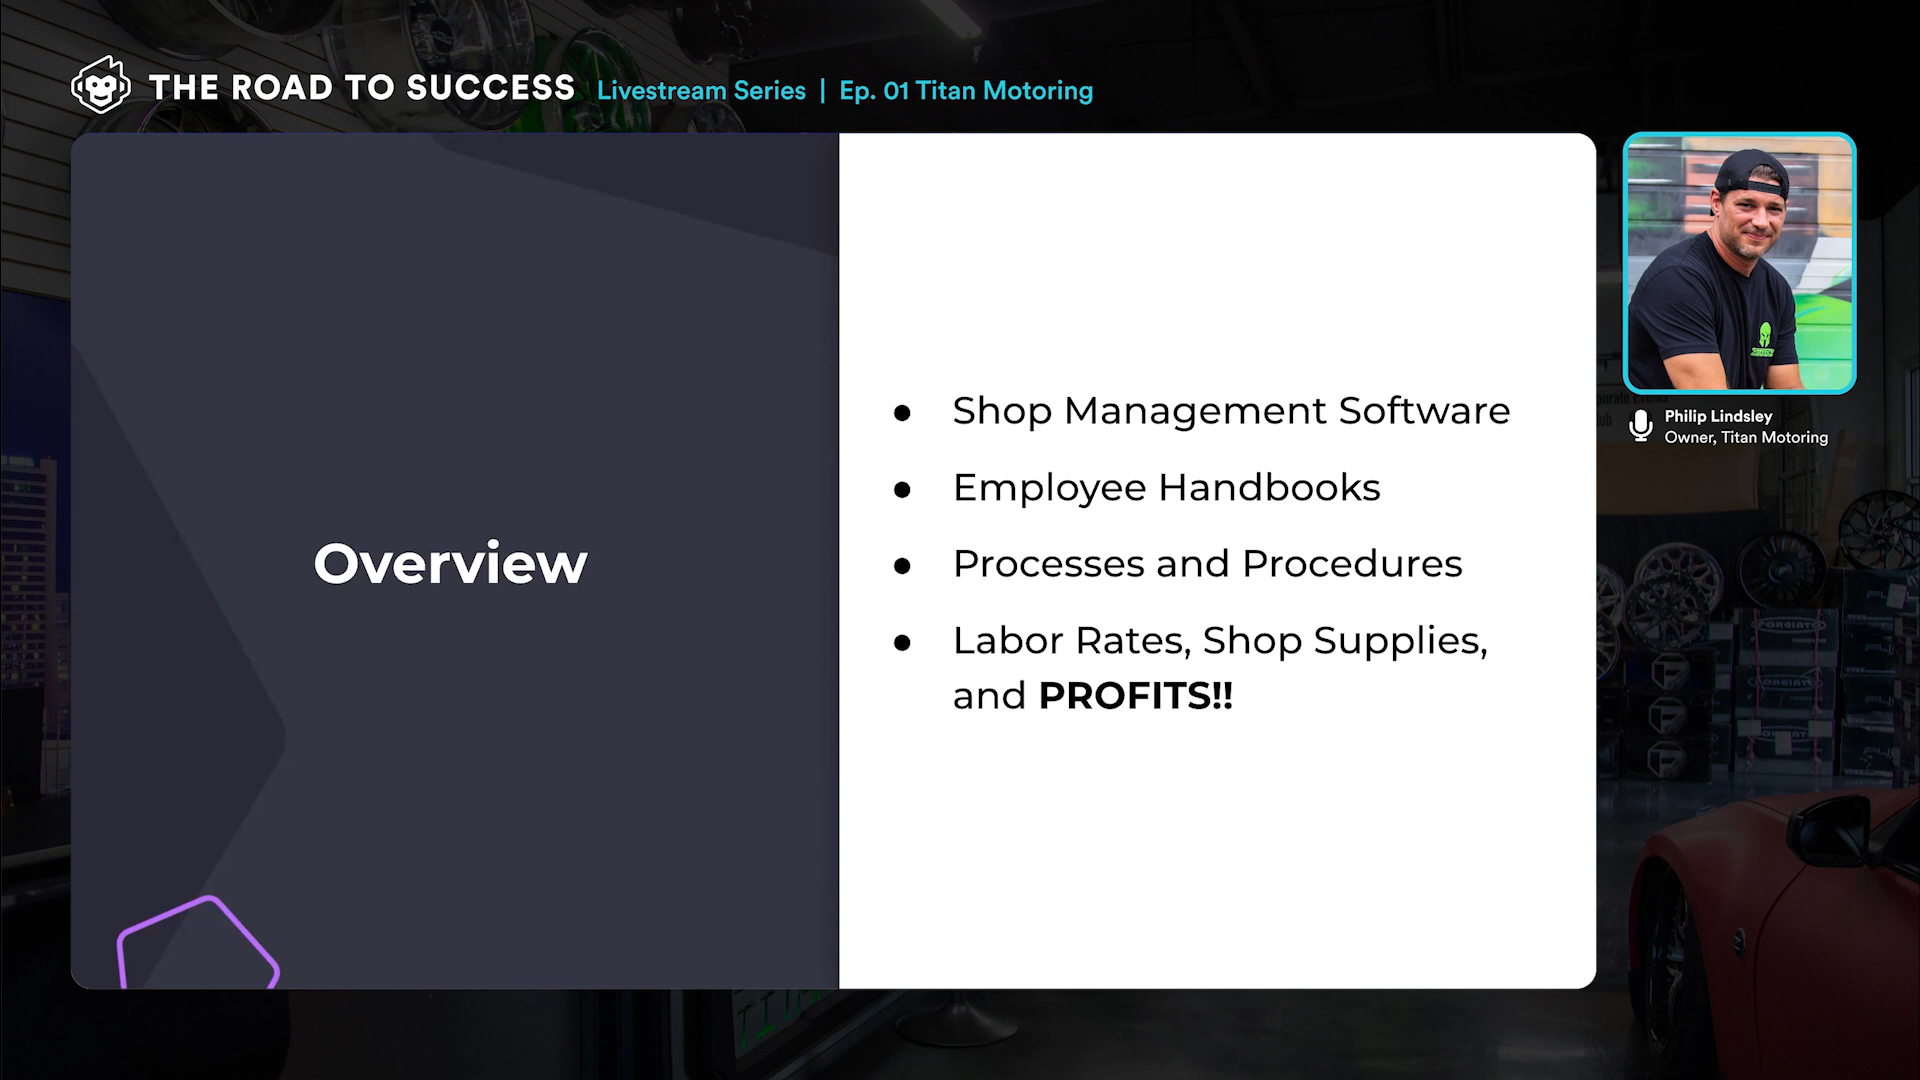 THE ROAD TO SUCCESS Livestream Series | Ep. 01 Titan Motoring
Overview
● Shop Management Software
● Employee Handbooks
● Processes and Procedures
● Labor Rates, Shop Supplies,
and PROFITS!!
Philip Lindsley
Owner, Titan Motoring